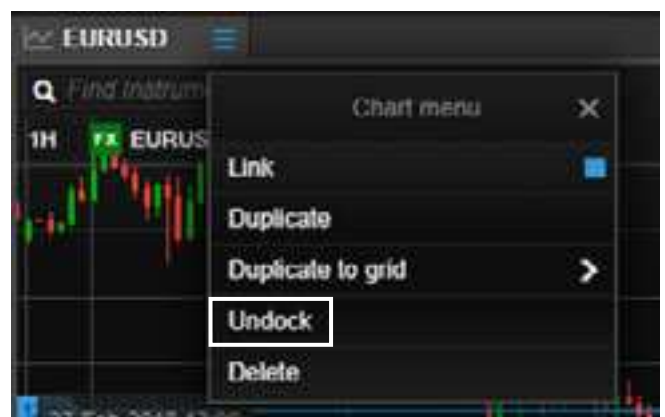 EURUSD
Find Instrum
Chart menu
1H FX EURUS
Link
Duplicate
Duplicate to grid
Undock
Delete